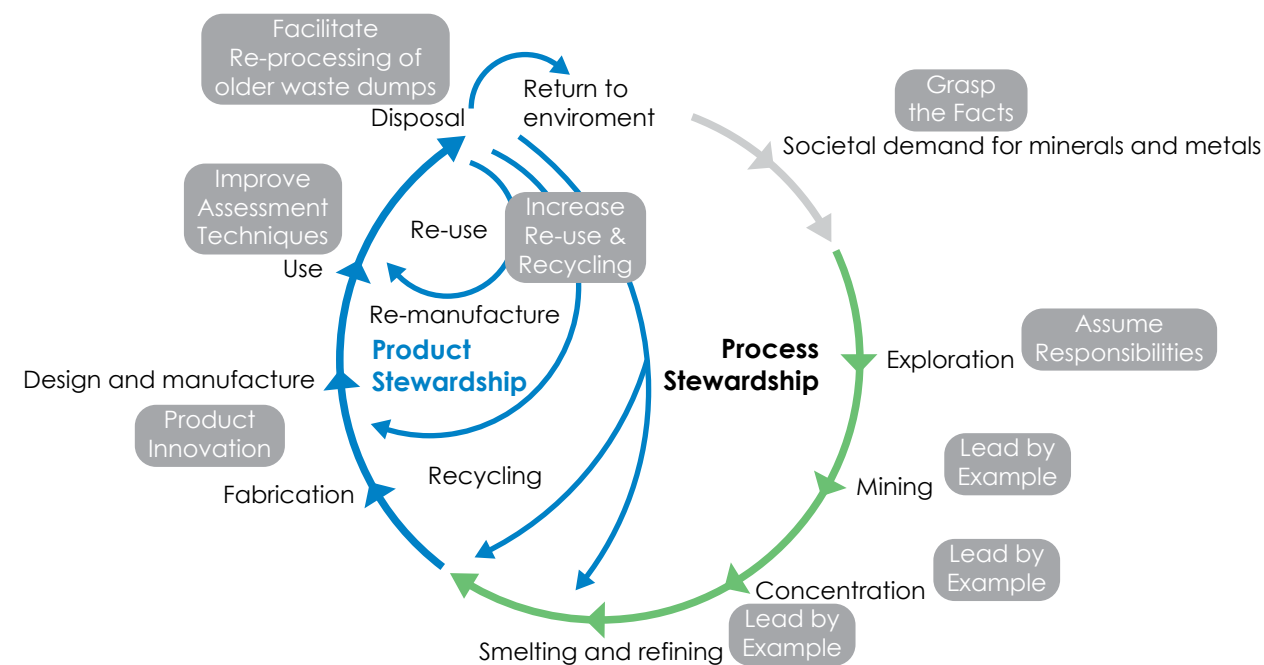 Facilitate
Re-processing of
older waste dumps
Disposal
Return to
enviroment
Grasp
the Facts
Societal demand for minerals and metals
Improve
Assessment
Techniques
Use
Re-use
Increase
Re-use &
Recycling
Re-manufacture
Product
Stewardship
Process
Stewardship
Exploration
Assume
Responsibilities
Design and manufacture
Product
Innovation
Fabrication
Recycling
Mining
Lead by
Example
Concentration
Lead by
Example
Smelting and refining
Lead by
Example